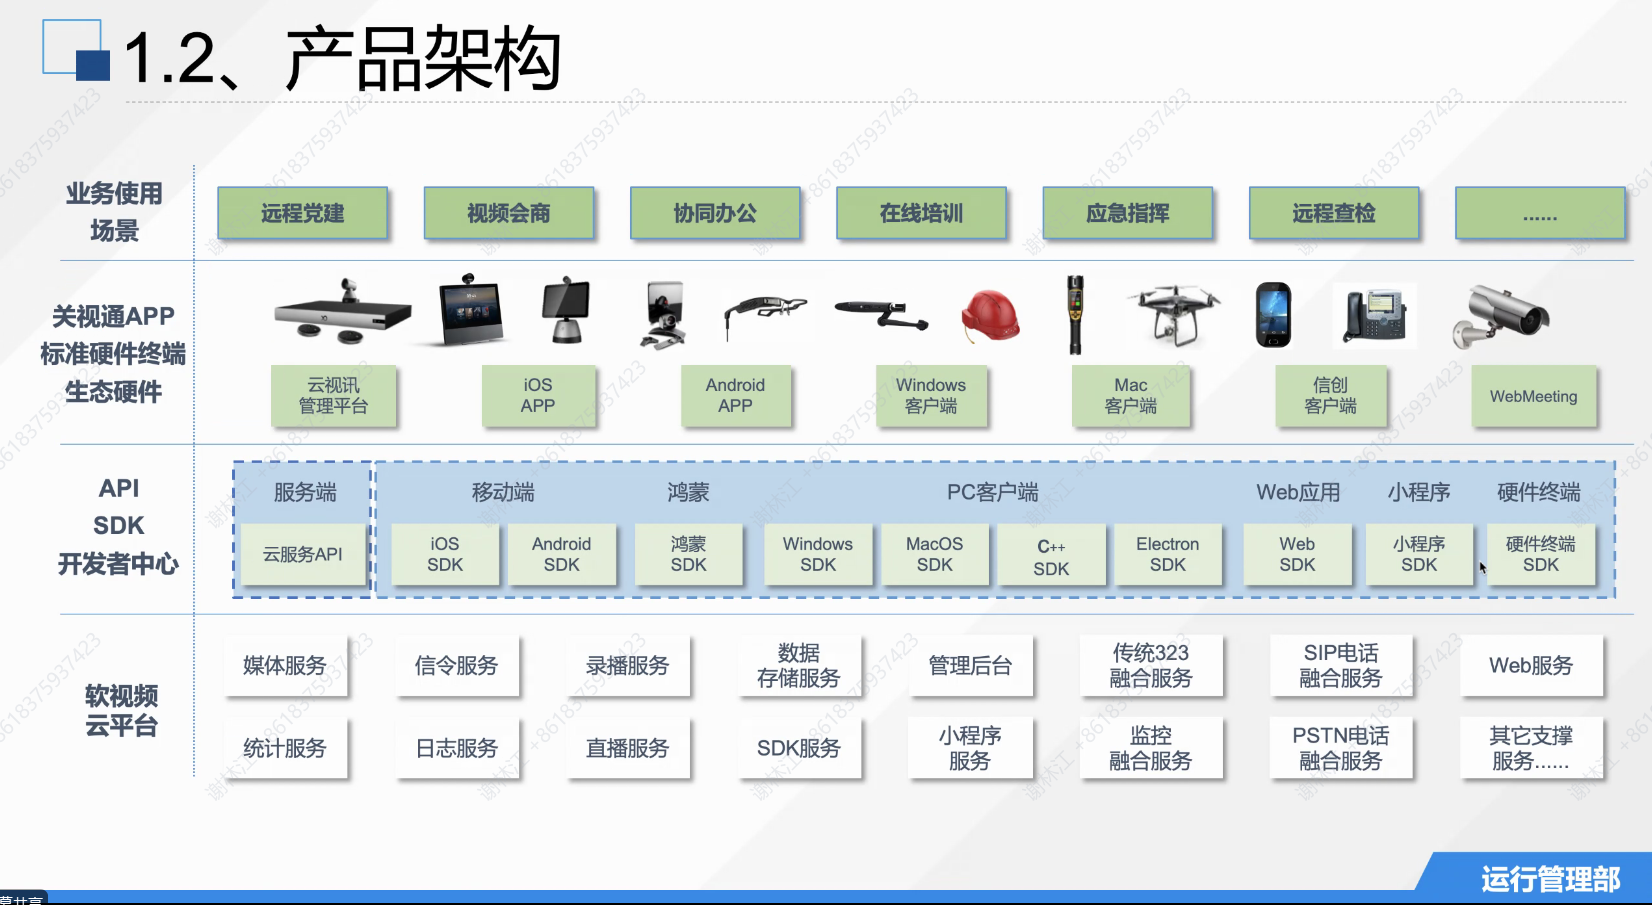 1.2、产品架构
业务使用
场景
远程党建
视频会商
协同办公
在线培训
应急指挥
远程查检
......
关视通APP
标准硬件终端
生态硬件
云视讯
管理平台
iOS
APP
Android
APP
Windows
客户端
Mac
客户端
信创
客户端
WebMeeting
API
SDK
开发者中心
服务端
移动端
鸿蒙
PC客户端
Web应用
小程序
硬件终端
云服务API
iOS
SDK
Android
SDK
鸿蒙
SDK
Windows
SDK
MacOS
SDK
C++
SDK
Electron
SDK
Web
SDK
小程序
SDK
硬件终端
SDK
软视频
云平台
媒体服务
信令服务
录播服务
数据
存储服务
管理后台
传统323
融合服务
SIP电话
融合服务
Web服务
统计服务
日志服务
直播服务
SDK服务
小程序
服务
监控
融合服务
PSTN电话
融合服务
其它支撑
服务......
运行管理部
谢林江 +8618375937423